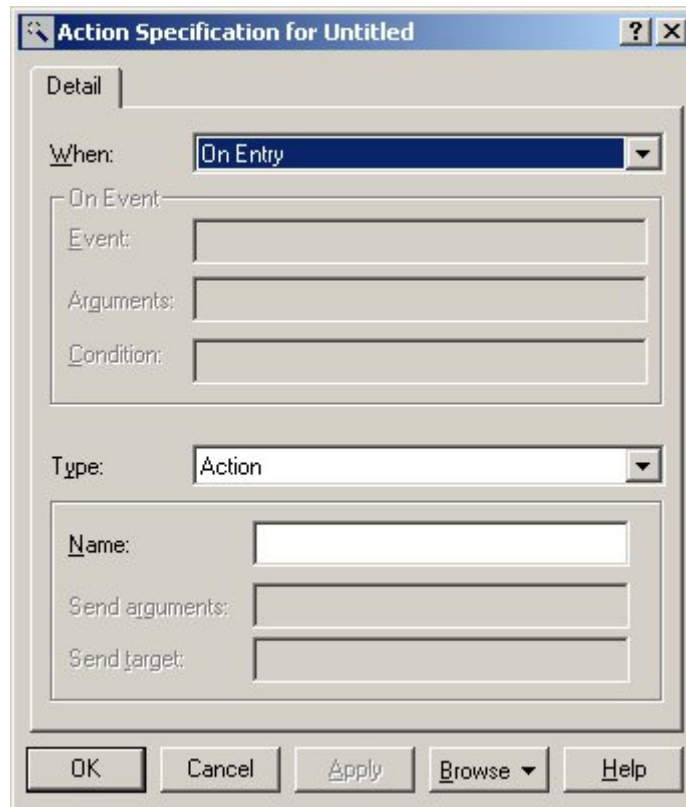 Action Specification for Untitled
Detail
When: On Entry
On Event
Event:
Arguments:
Condition:
Type: Action
Name:
Send arguments:
Send target:
OK Cancel Apply Browse Help